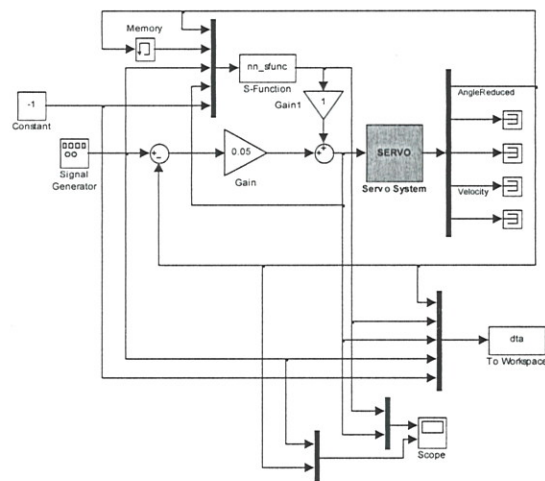 Memory
nn_sfunc
S-Function
AngleReduced
-1
Constant
1
Gain1
Signal
Generator
0.05
Gain
SERVO
Servo System
Velocity
dta
To Workspace
Scope